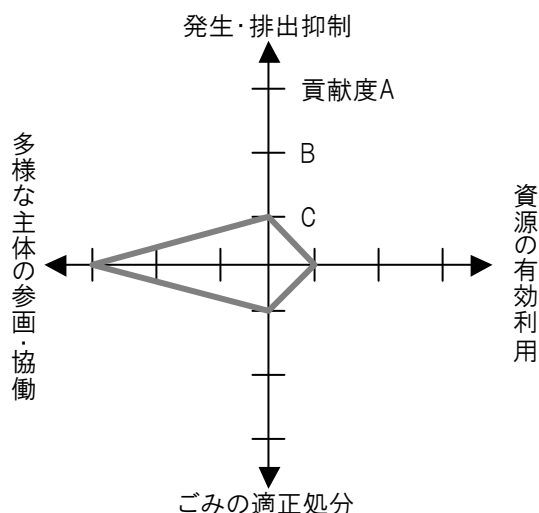 発生・排出抑制
貢献度A
B
C
多様な主体の参画・協働
資源の有効利用
ごみの適正処分